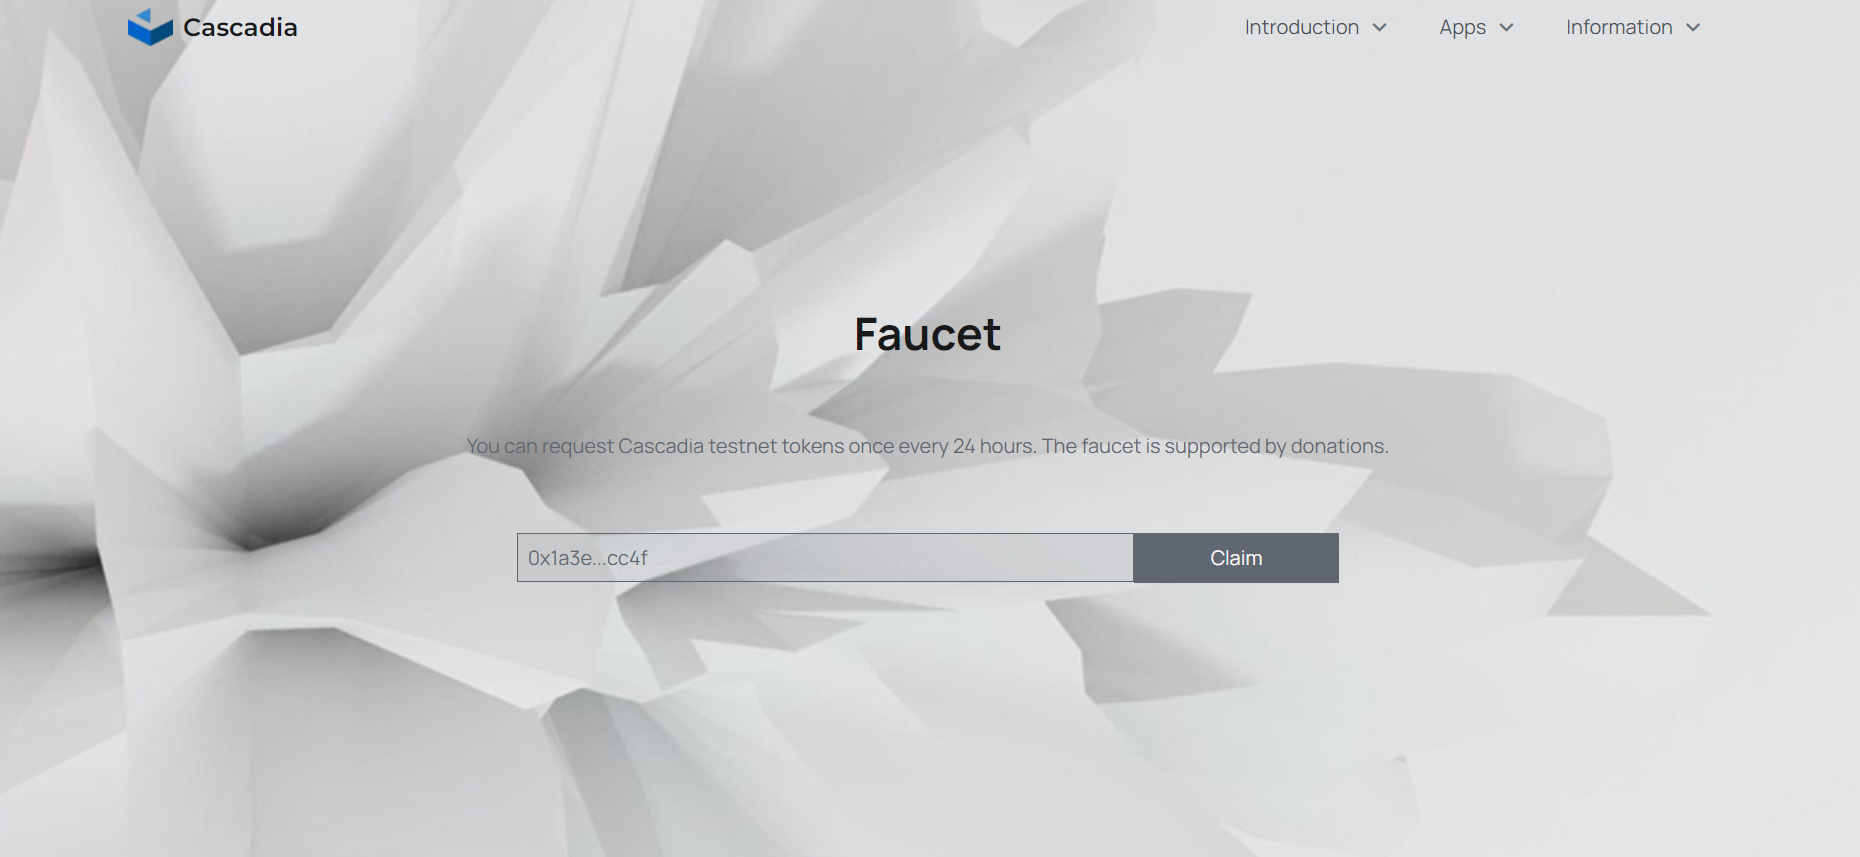 Cascadia
Introduction
Apps
Information
Faucet
You can request Cascadia testnet tokens once every 24 hours. The faucet is supported by donations.
0x1a3e...cc4f
Claim